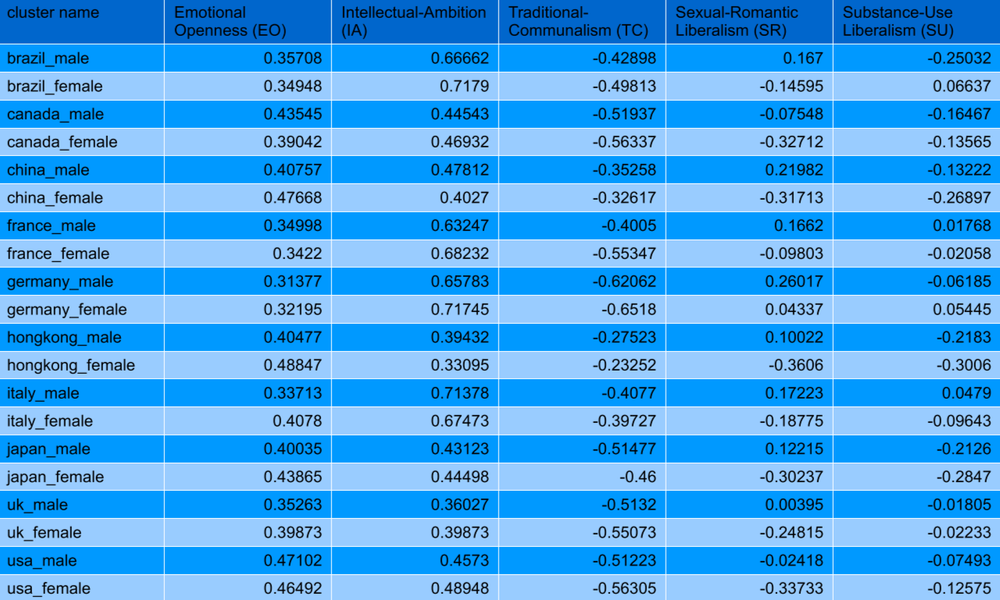 cluster name Emotional Openness (EO) Intellectual-Ambition (IA) Traditional-Communalism (TC) Sexual-Romantic Liberalism (SR) Substance-Use Liberalism (SU)
brazil_male 0.35708 0.66662 -0.42898 0.167 -0.25032
brazil_female 0.34948 0.7179 -0.49813 -0.14595 0.06637
canada_male 0.43545 0.44543 -0.51937 -0.07548 -0.16467
canada_female 0.39042 0.46932 -0.56337 -0.32712 -0.13565
china_male 0.40757 0.47812 -0.35258 0.21982 -0.13222
china_female 0.47668 0.4027 -0.32617 -0.31713 -0.26897
france_male 0.34998 0.63247 -0.4005 0.1662 0.01768
france_female 0.3422 0.68232 -0.55347 -0.09803 -0.02058
germany_male 0.31377 0.65783 -0.62062 0.26017 -0.06185
germany_female 0.32195 0.71745 -0.6518 0.04337 0.05445
hongkong_male 0.40477 0.39432 -0.27523 0.10022 -0.2183
hongkong_female 0.48847 0.33095 -0.23252 -0.3606 -0.3006
italy_male 0.33713 0.71378 -0.4077 0.17223 0.0479
italy_female 0.4078 0.67473 -0.39727 -0.18775 -0.09643
japan_male 0.40035 0.43123 -0.51477 0.12215 -0.2126
japan_female 0.43865 0.44498 -0.46 -0.30237 -0.2847
uk_male 0.35263 0.36027 -0.5132 0.00395 -0.01805
uk_female 0.39873 0.39873 -0.55073 -0.24815 -0.02233
usa_male 0.47102 0.4573 -0.51223 -0.02418 -0.07493
usa_female 0.46492 0.48948 -0.56305 -0.33733 -0.12575